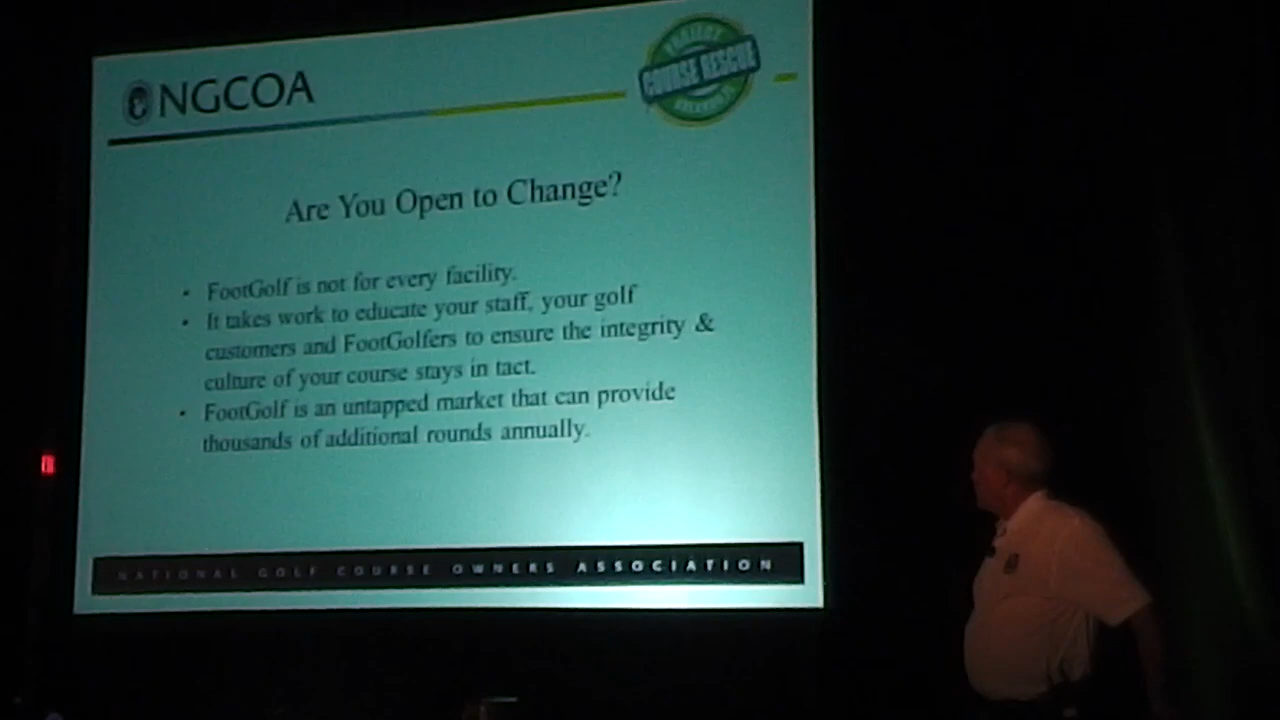 NGCOA
PROJECT
COURSE RESCUE
ORLANDO FL
Are You Open to Change?
• FootGolf is not for every facility.
• It takes work to educate your staff, your golf
customers and FootGolfers to ensure the integrity &
culture of your course stays in tact.
• FootGolf is an untapped market that can provide
thousands of additional rounds annually.
NATIONAL GOLF COURSE OWNERS ASSOCIATION